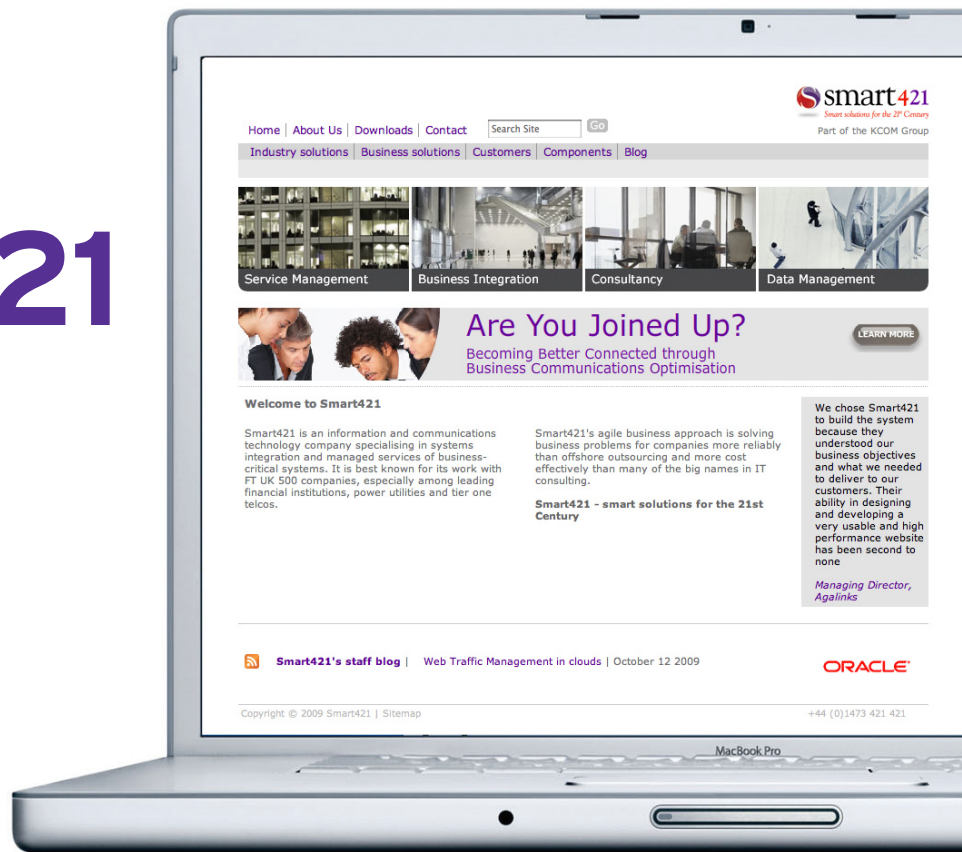 21
smart421
Smart solutions for the 21st Century
Part of the KCOM Group
Home | About Us | Downloads | Contact
Search Site
Go
Industry solutions | Business solutions | Customers | Components | Blog
Service Management
Business Integration
Consultancy
Data Management
Are You Joined Up?
Becoming Better Connected through
Business Communications Optimisation
LEARN MORE
Welcome to Smart421
Smart421 is an information and communications
technology company specialising in systems
integration and managed services of business-
critical systems. It is best known for its work with
FT UK 500 companies, especially among leading
financial institutions, power utilities and tier one
telcos.
Smart421's agile business approach is solving
business problems for companies more reliably
than offshore outsourcing and more cost
effectively than many of the big names in IT
consulting.
Smart421 - smart solutions for the 21st
Century
We chose Smart421
to build the system
because they
understood our
business objectives
and what we needed
to deliver to our
customers. Their
ability in designing
and developing a
very usable and high
performance website
has been second to
none
Managing Director,
Agalinks
Smart421's staff blog | Web Traffic Management in clouds | October 12 2009
ORACLE
Copyright © 2009 Smart421 | Sitemap
+44 (0)1473 421 421
MacBook Pro